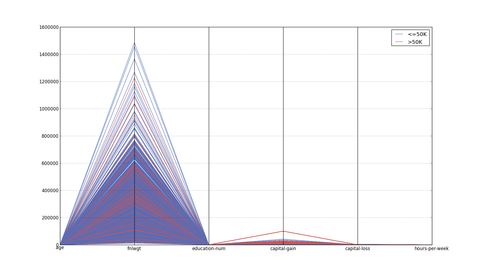 1600000
1400000
1200000
1000000
800000
600000
400000
200000
0
<=50K
>50K
age
fnlwgt
education-num
capital-gain
capital-loss
hours-per-week